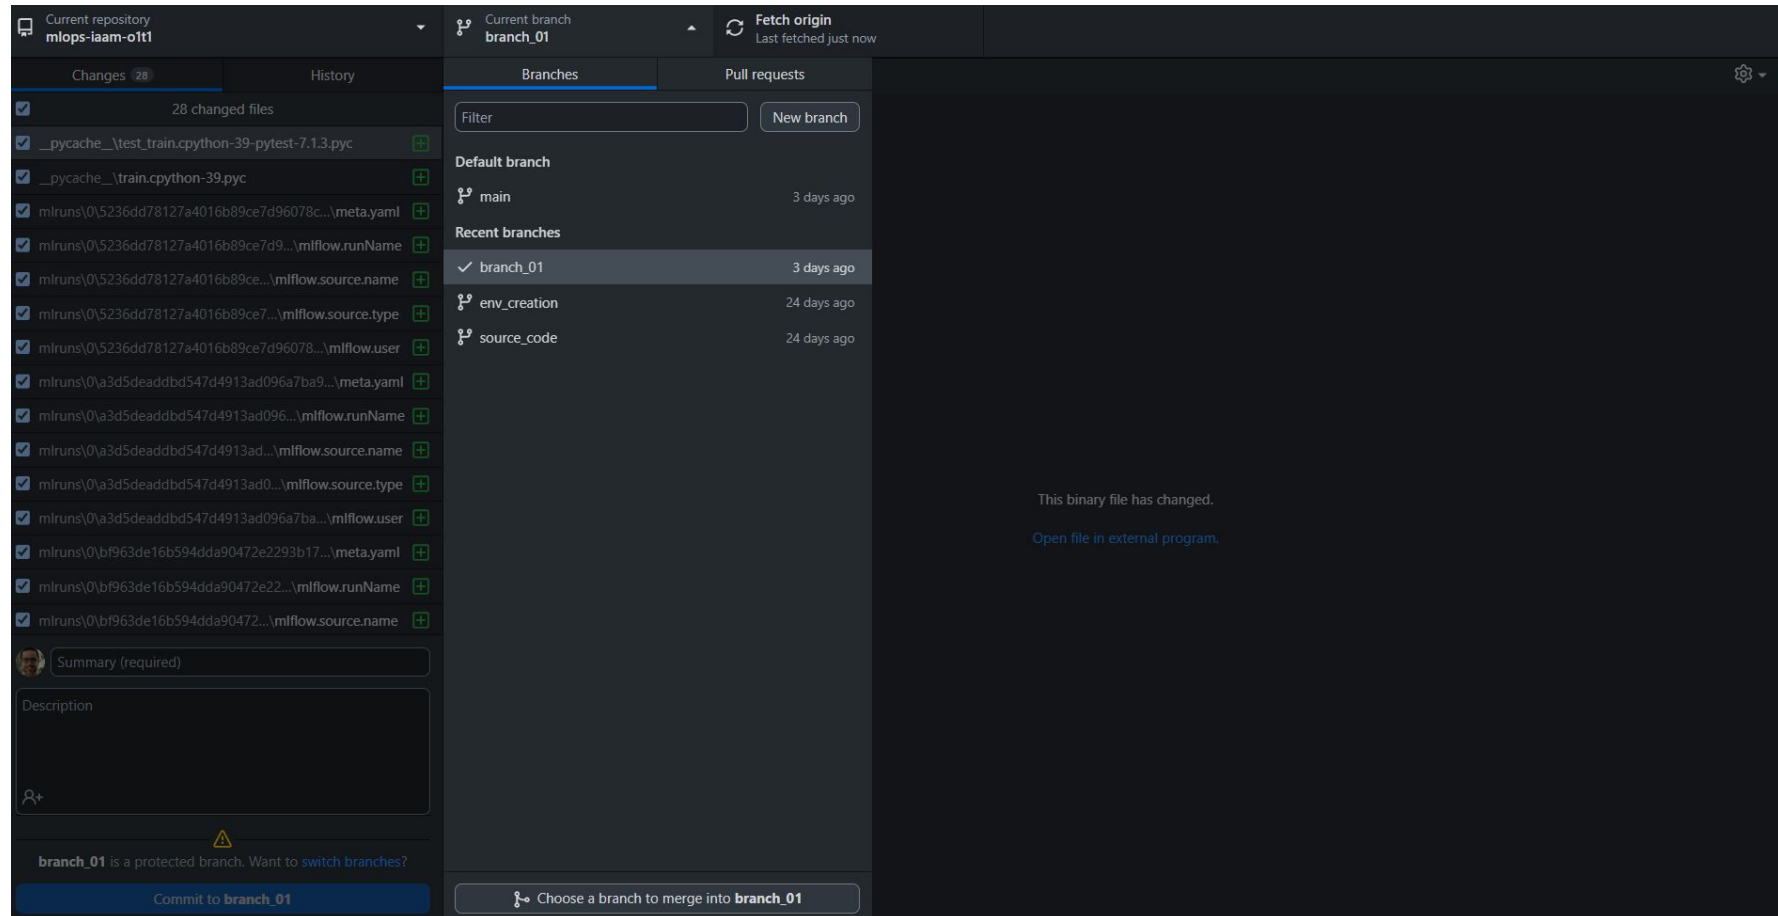 Current repository
mlops-iaam-o1t1
Current branch
branch_01
Fetch origin
Last fetched just now
Changes 28
History
Branches
Pull requests
28 changed files
__pycache__\test_train.cpython-39-pytest-7.1.3.pyc
__pycache__\train.cpython-39.pyc
mlruns\0\5236dd78127a4016b89ce7d96078c...\meta.yaml
mlruns\0\5236dd78127a4016b89ce7d9...\mlflow.runName
mlruns\0\5236dd78127a4016b89ce...\mlflow.source.name
mlruns\0\5236dd78127a4016b89ce7...\mlflow.source.type
mlruns\0\5236dd78127a4016b89ce7d96078...\mlflow.user
mlruns\0\a3d5deaddbd547d4913ad096a7ba9...\meta.yaml
mlruns\0\a3d5deaddbd547d4913ad096...\mlflow.runName
mlruns\0\a3d5deaddbd547d4913ad...\mlflow.source.name
mlruns\0\a3d5deaddbd547d4913ad0...\mlflow.source.type
mlruns\0\a3d5deaddbd547d4913ad096a7ba...\mlflow.user
mlruns\0\bf963de16b594dda90472e2293b17...\meta.yaml
mlruns\0\bf963de16b594dda90472e22...\mlflow.runName
mlruns\0\bf963de16b594dda90472...\mlflow.source.name
Summary (required)
Description
branch_01 is a protected branch. Want to switch branches?
Commit to branch_01
Filter
New branch
Default branch
main 3 days ago
Recent branches
branch_01 3 days ago
env_creation 24 days ago
source_code 24 days ago
Choose a branch to merge into branch_01
This binary file has changed.
Open file in external program.